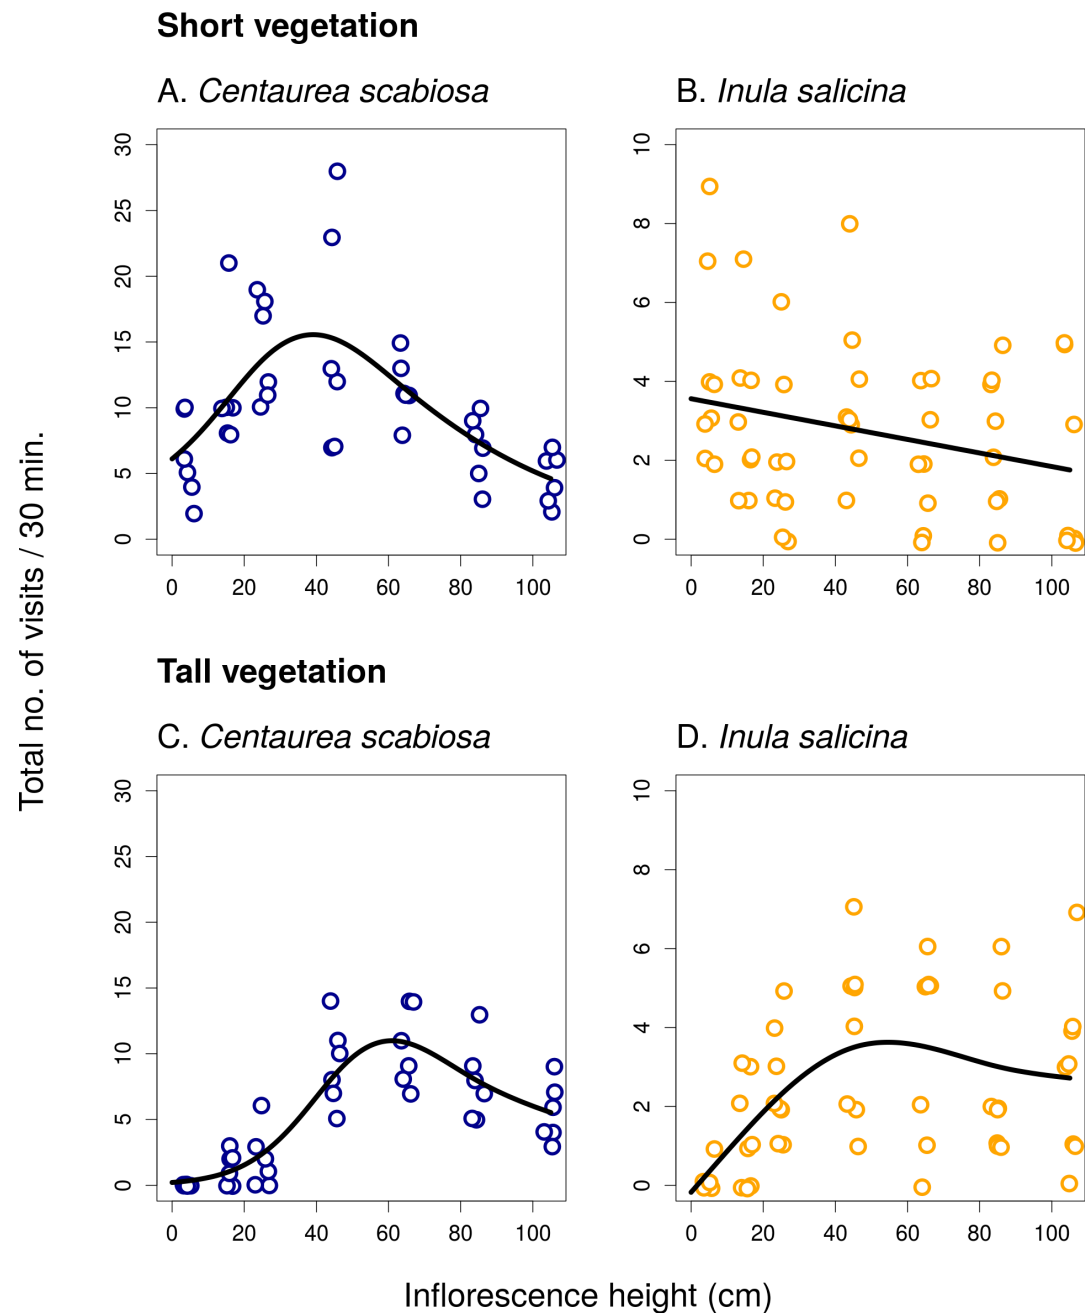 Short vegetation
A. Centaurea scabiosa
B. Inula salicina
30
25
20
15
10
5
0
0 20 40 60 80 100
10
8
6
4
2
0
0 20 40 60 80 100
Total no. of visits / 30 min.
Tall vegetation
C. Centaurea scabiosa
D. Inula salicina
30
25
20
15
10
5
0
0 20 40 60 80 100
10
8
6
4
2
0
0 20 40 60 80 100
Inflorescence height (cm)